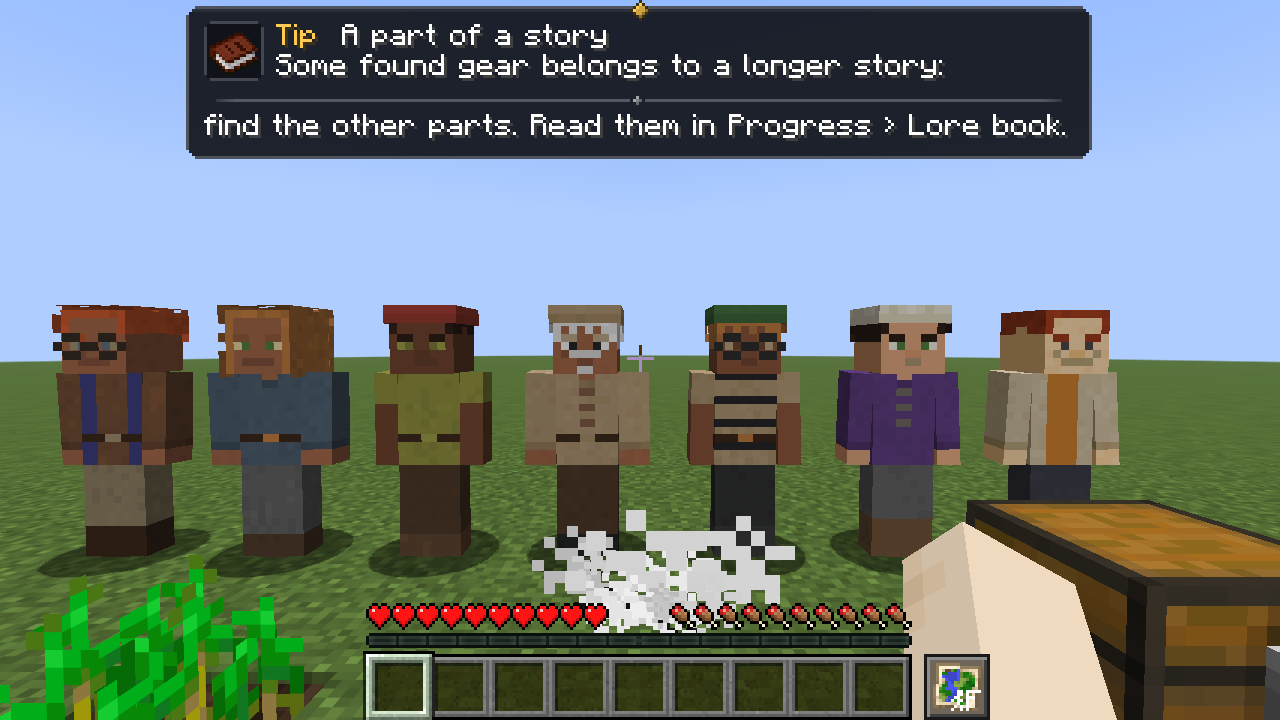 Tip A part of a story
Some found gear belongs to a longer story:
find the other parts. Read them in Progress > Lore book.